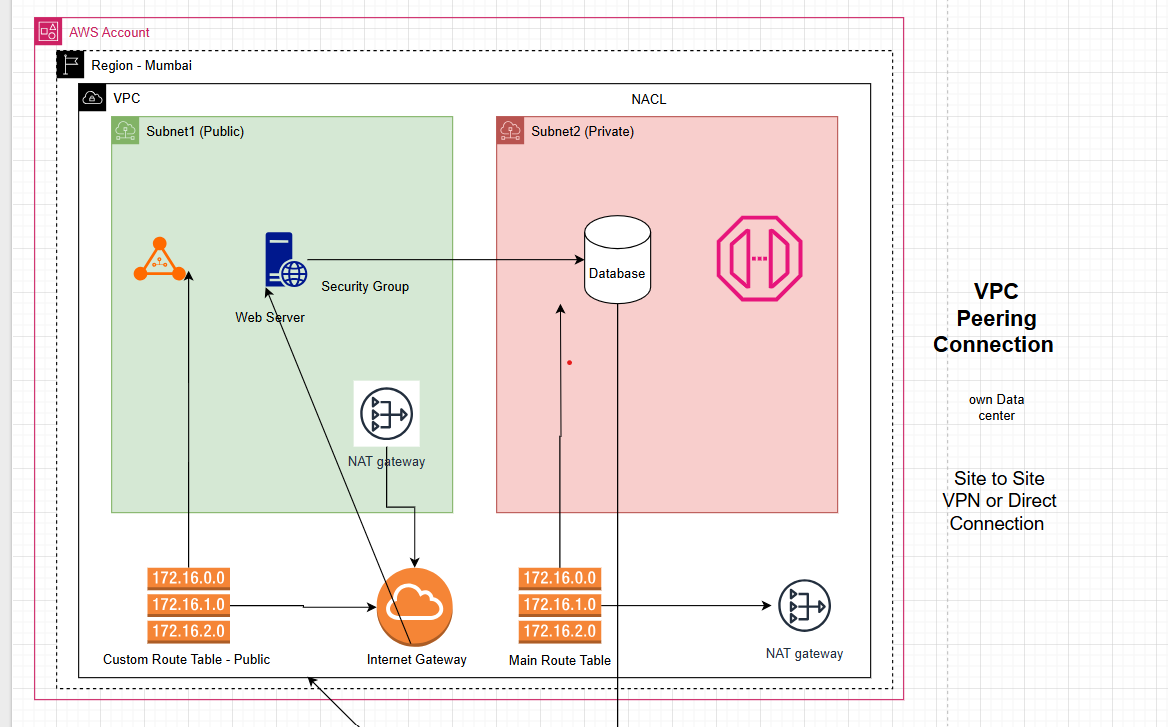 AWS Account
Region - Mumbai
VPC
NACL
Subnet1 (Public)
Subnet2 (Private)
Database
Security Group
Web Server
VPC
Peering
Connection
own Data
center
NAT gateway
Site to Site
VPN or Direct
Connection
172.16.0.0
172.16.1.0
172.16.2.0
172.16.0.0
172.16.1.0
172.16.2.0
Custom Route Table - Public
Internet Gateway
Main Route Table
NAT gateway